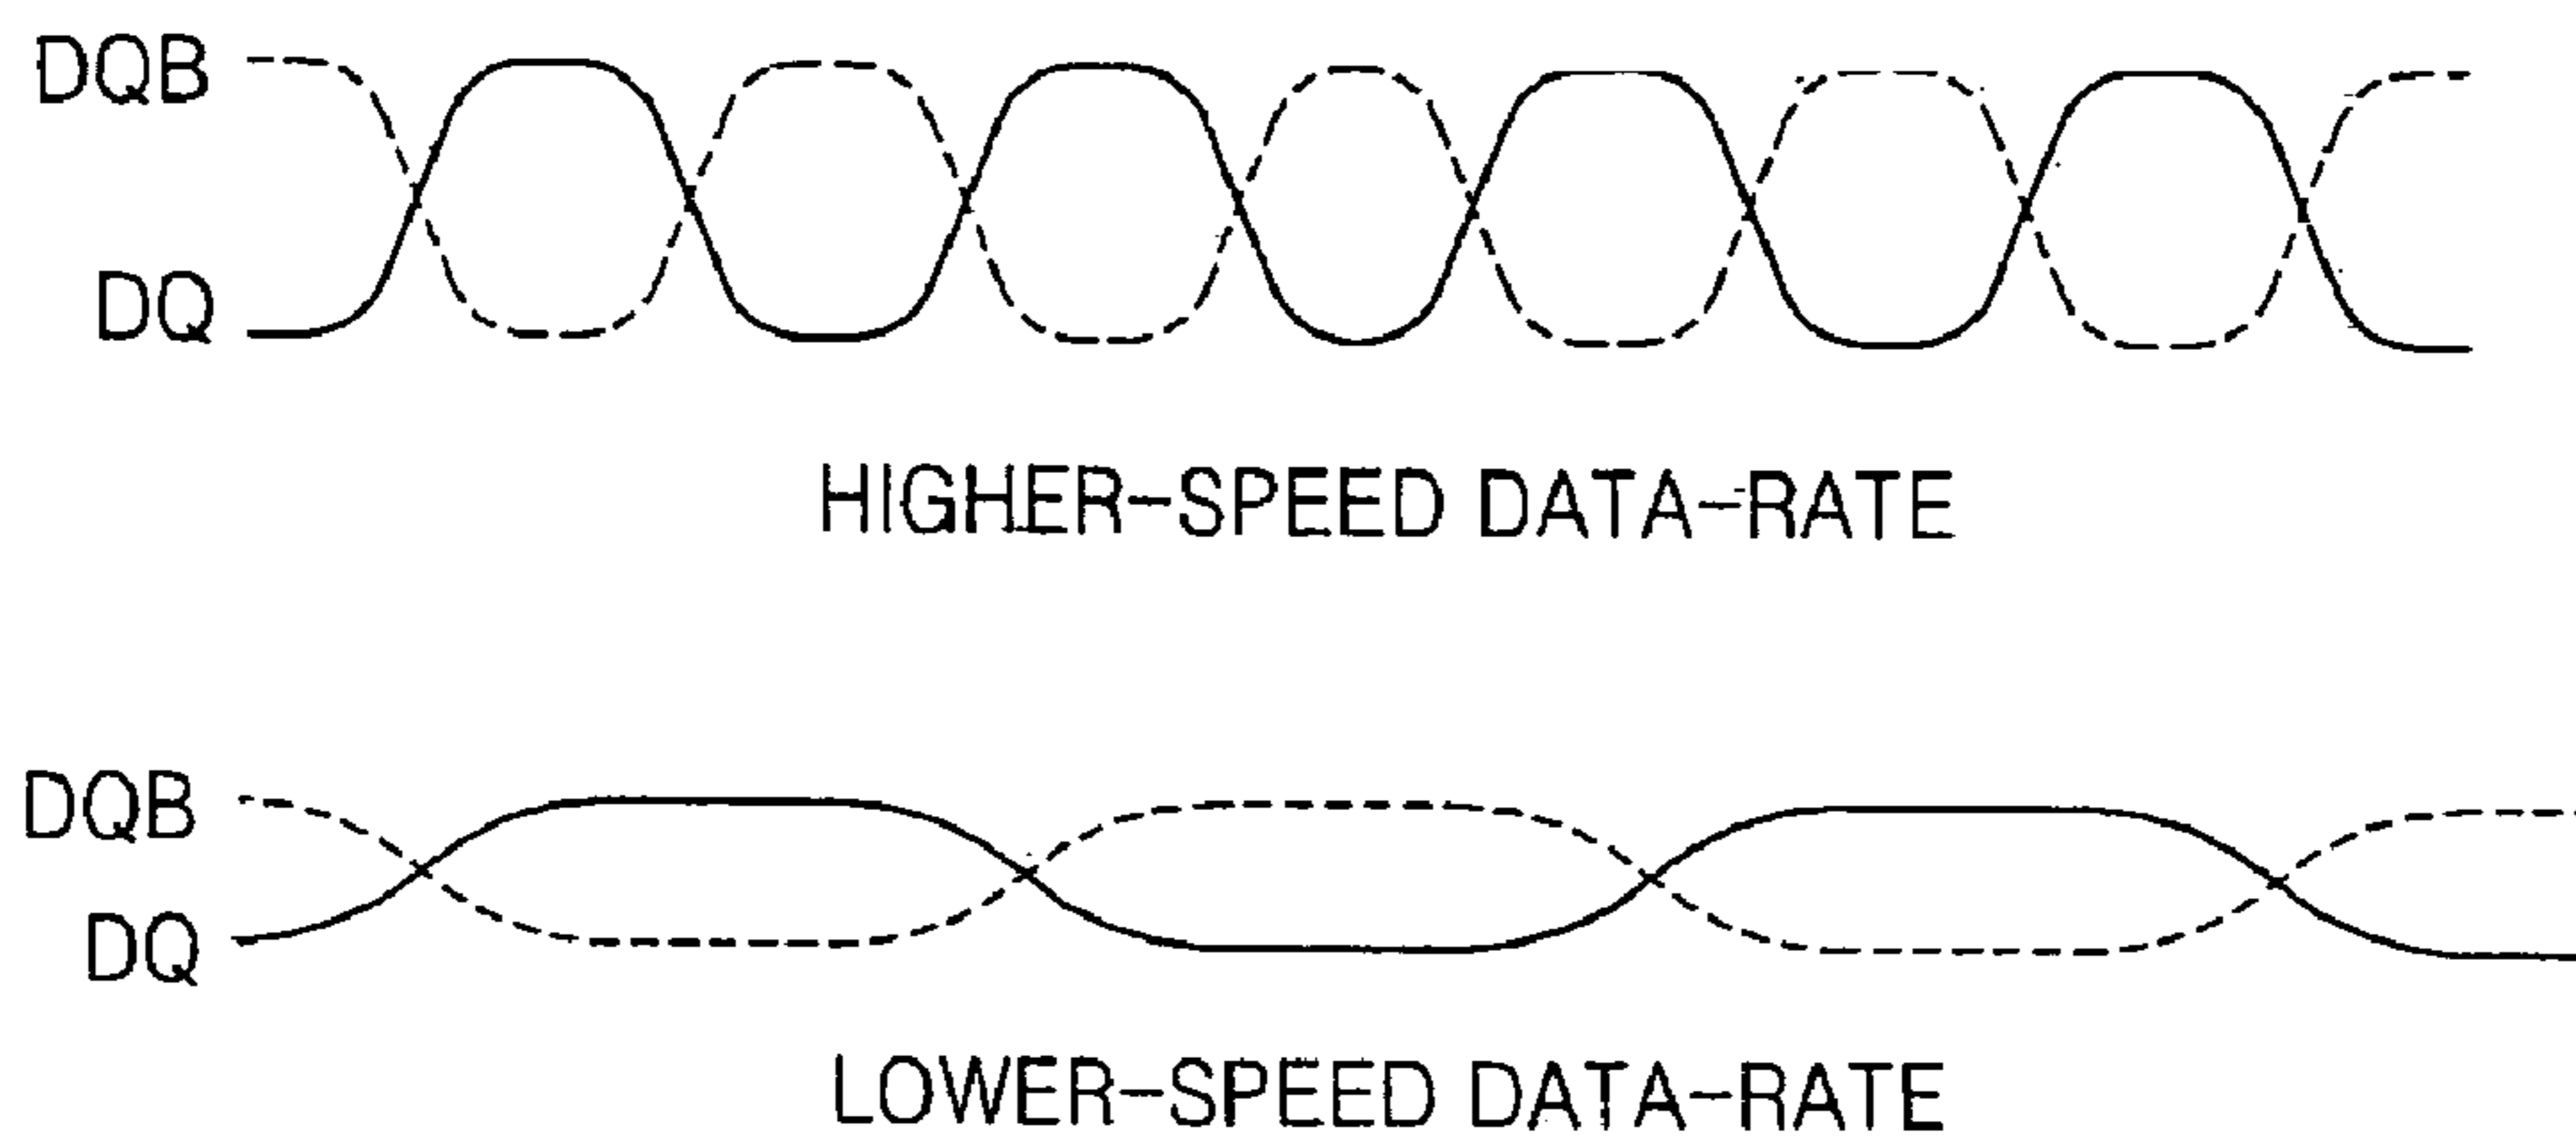 DQB
DQ
HIGHER-SPEED DATA-RATE
DQB
DQ
LOWER-SPEED DATA-RATE